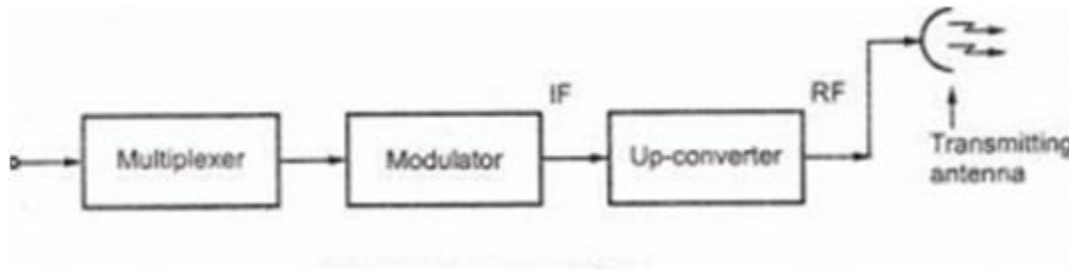 IF
RF
Multiplexer
Modulator
Up-converter
Transmitting
antenna